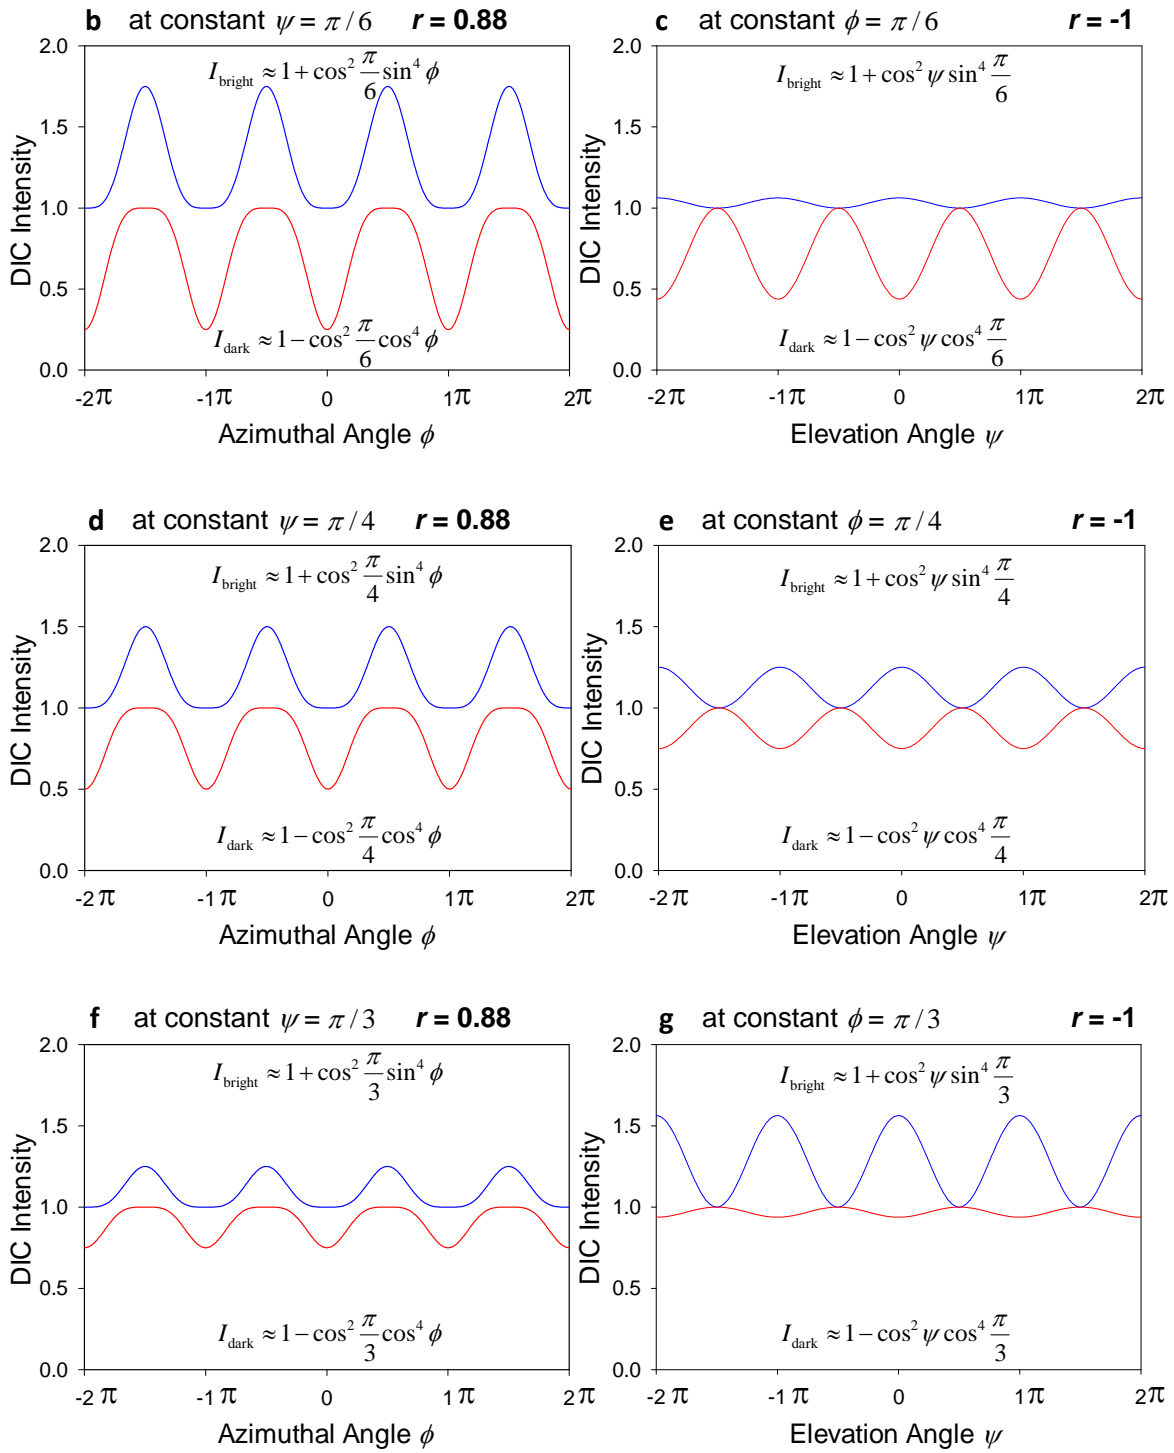 b at constant ψ = π/6 r = 0.88
2.0
1.5
1.0
0.5
0.0
DIC Intensity
I_bright ≈ 1 + cos² π/6 sin⁴ ϕ
I_dark ≈ 1 − cos² π/6 cos⁴ ϕ
-2π -1π 0 1π 2π
Azimuthal Angle ϕ
c at constant ϕ = π/6 r = -1
2.0
1.5
1.0
0.5
0.0
DIC Intensity
I_bright ≈ 1 + cos² ψ sin⁴ π/6
I_dark ≈ 1 − cos² ψ cos⁴ π/6
-2π -1π 0 1π 2π
Elevation Angle ψ
d at constant ψ = π/4 r = 0.88
2.0
1.5
1.0
0.5
0.0
DIC Intensity
I_bright ≈ 1 + cos² π/4 sin⁴ ϕ
I_dark ≈ 1 − cos² π/4 cos⁴ ϕ
-2π -1π 0 1π 2π
Azimuthal Angle ϕ
e at constant ϕ = π/4 r = -1
2.0
1.5
1.0
0.5
0.0
DIC Intensity
I_bright ≈ 1 + cos² ψ sin⁴ π/4
I_dark ≈ 1 − cos² ψ cos⁴ π/4
-2π -1π 0 1π 2π
Elevation Angle ψ
f at constant ψ = π/3 r = 0.88
2.0
1.5
1.0
0.5
0.0
DIC Intensity
I_bright ≈ 1 + cos² π/3 sin⁴ ϕ
I_dark ≈ 1 − cos² π/3 cos⁴ ϕ
-2π -1π 0 1π 2π
Azimuthal Angle ϕ
g at constant ϕ = π/3 r = -1
2.0
1.5
1.0
0.5
0.0
DIC Intensity
I_bright ≈ 1 + cos² ψ sin⁴ π/3
I_dark ≈ 1 − cos² ψ cos⁴ π/3
-2π -1π 0 1π 2π
Elevation Angle ψ